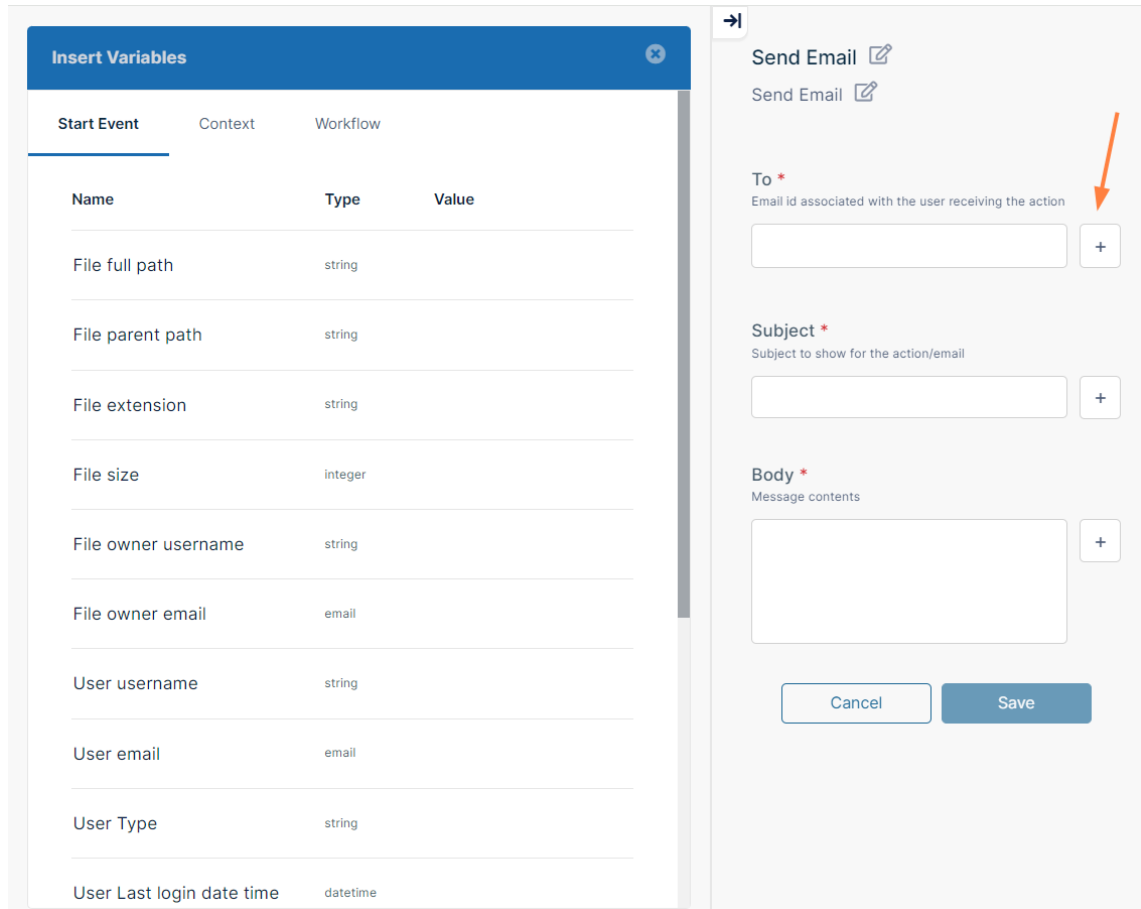 Insert Variables
Start Event Context Workflow
Name Type Value
File full path string
File parent path string
File extension string
File size integer
File owner username string
File owner email email
User username string
User email email
User Type string
User Last login date time datetime
Send Email
Send Email
To *
Email id associated with the user receiving the action
+
Subject *
Subject to show for the action/email
+
Body *
Message contents
+
Cancel Save